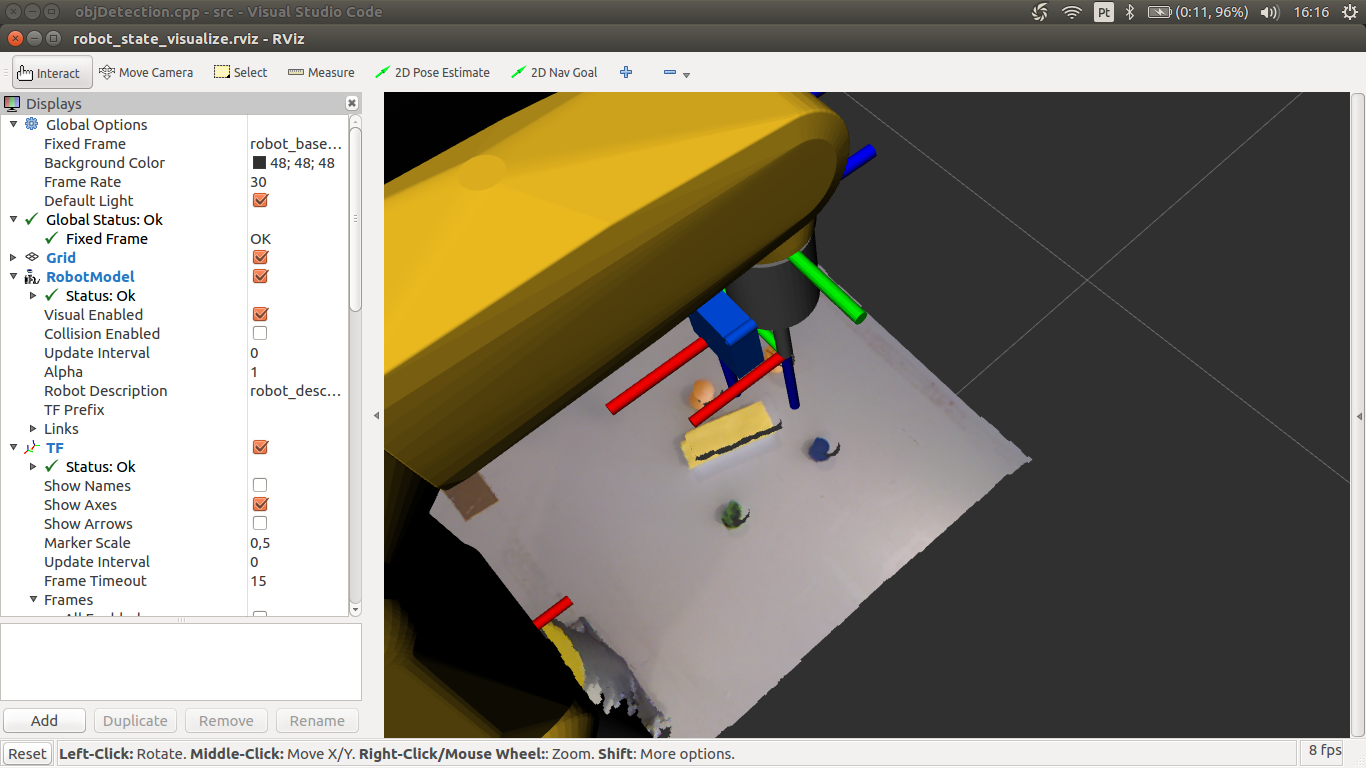 objDetection.cpp - src - Visual Studio Code
Pt (0:11, 96%) 16:16
robot_state_visualize.rviz - RViz
Interact Move Camera Select Measure 2D Pose Estimate 2D Nav Goal
Displays
Global Options
Fixed Frame robot_base...
Background Color 48; 48; 48
Frame Rate 30
Default Light
Global Status: Ok
Fixed Frame OK
Grid
RobotModel
Status: Ok
Visual Enabled
Collision Enabled
Update Interval 0
Alpha 1
Robot Description robot_desc...
TF Prefix
Links
TF
Status: Ok
Show Names
Show Axes
Show Arrows
Marker Scale 0,5
Update Interval 0
Frame Timeout 15
Frames
Add Duplicate Remove Rename
Reset Left-Click: Rotate. Middle-Click: Move X/Y. Right-Click/Mouse Wheel:: Zoom. Shift: More options. 8 fps